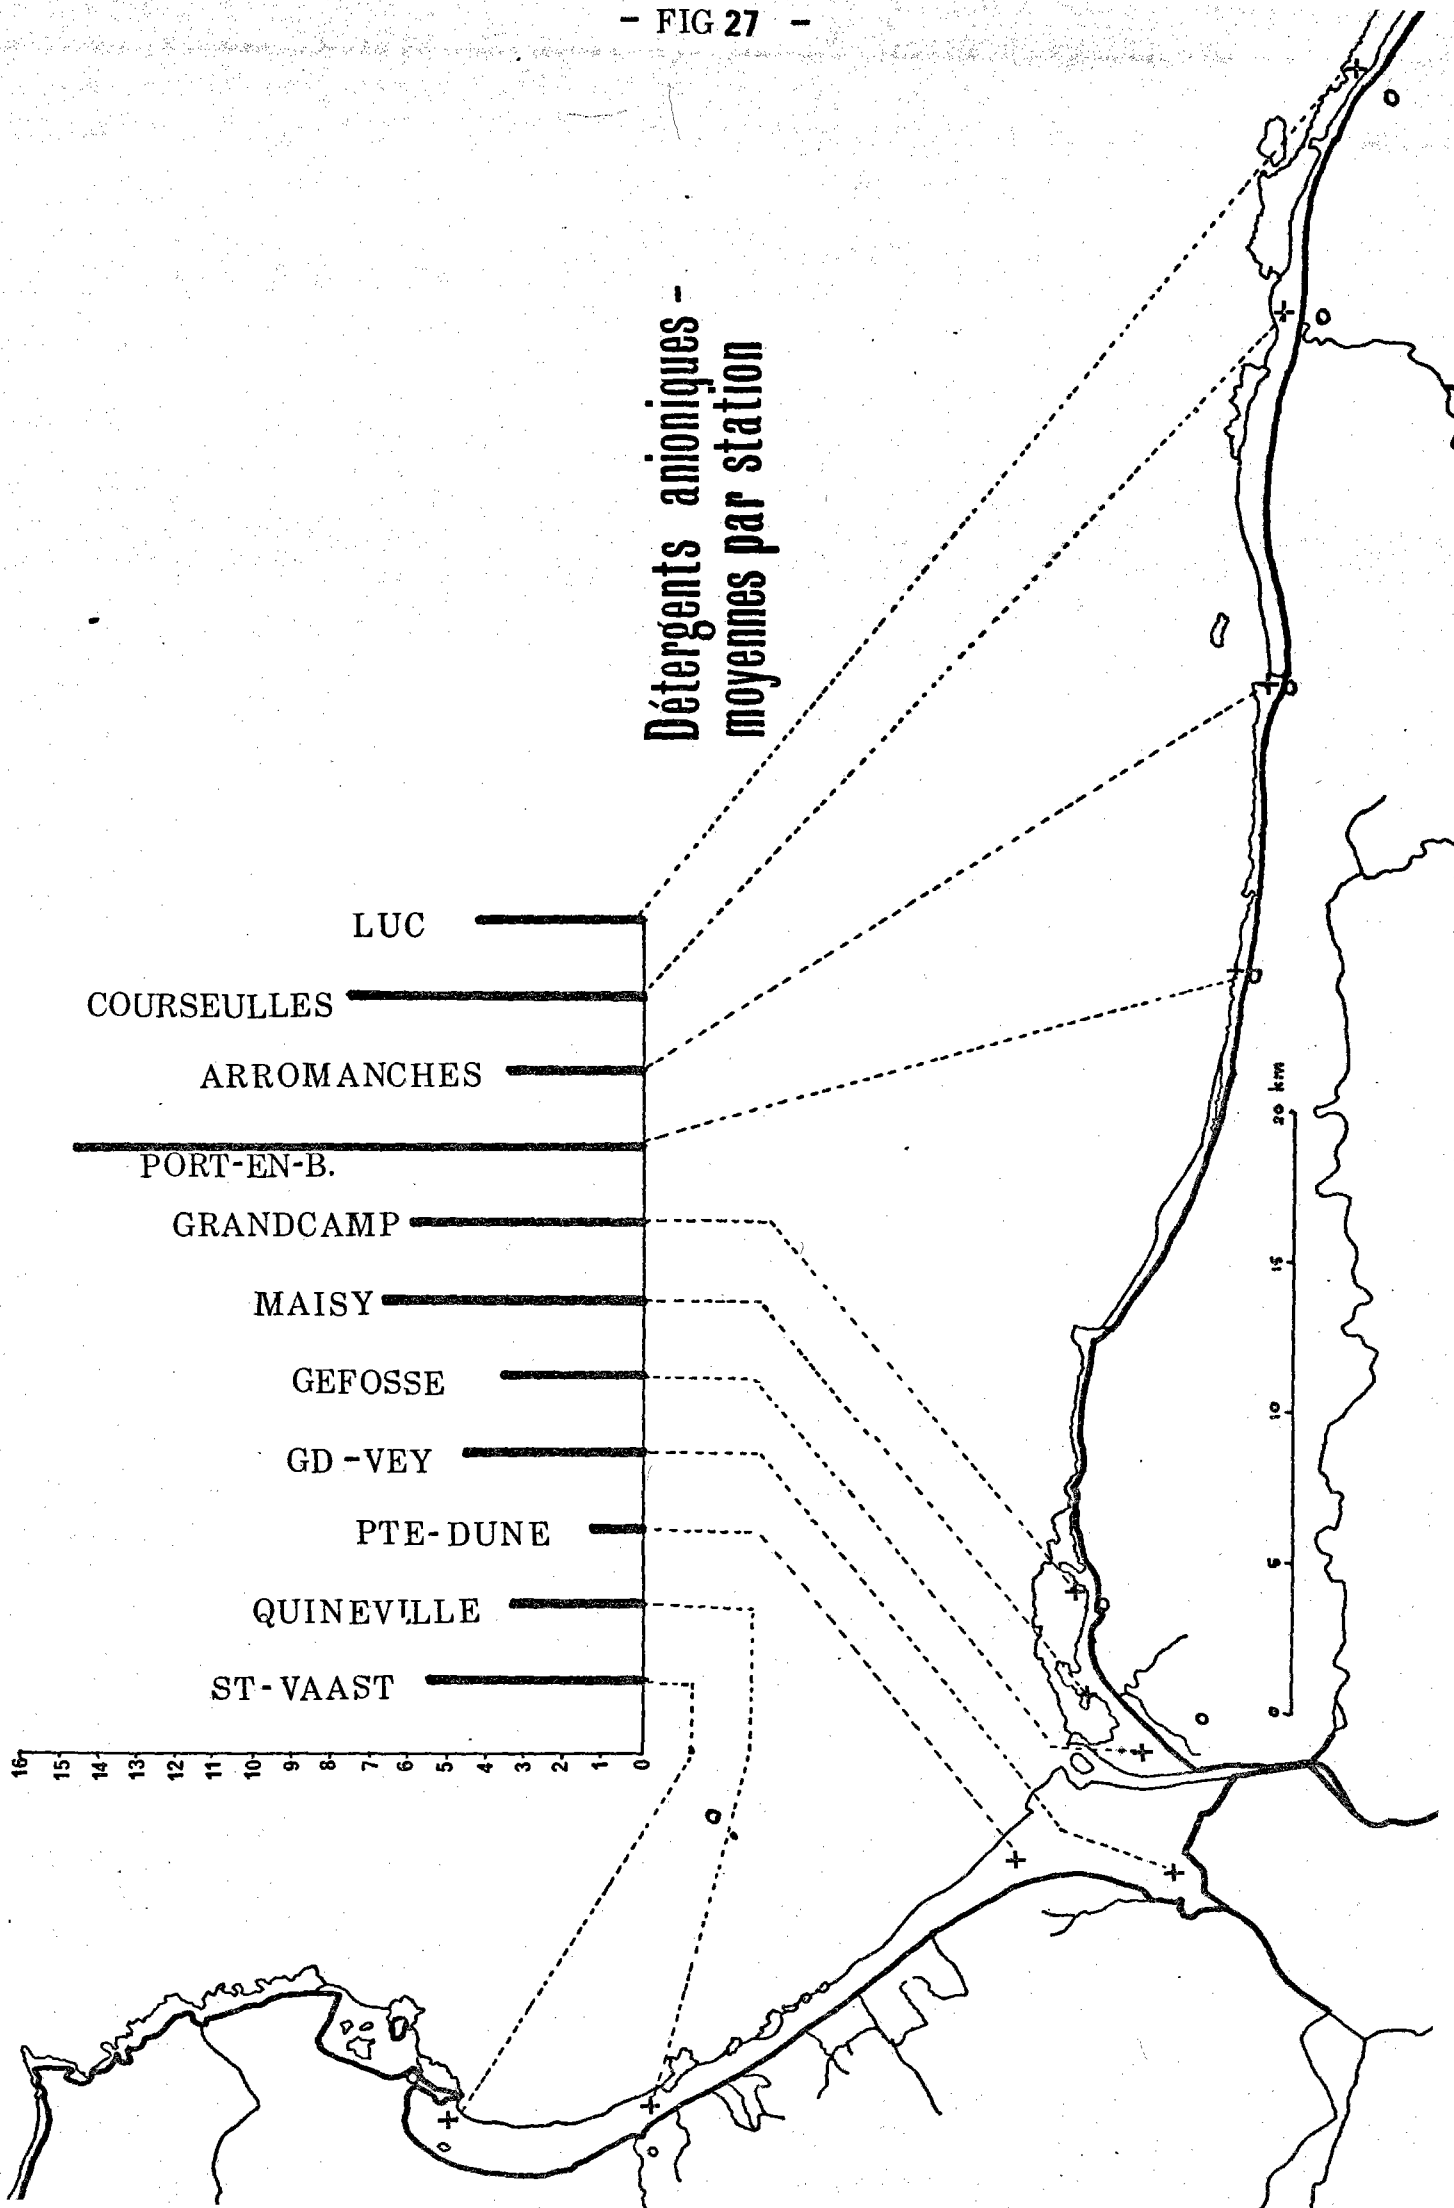 - FIG 27 -
Détergents anioniques -
moyennes par station
LUC
COURSEULLES
ARROMANCHES
PORT-EN-B.
GRANDCAMP
MAISY
GEFOSSE
GD-VEY
PTE-DUNE
QUINEVILLE
ST-VAAST
16
15
14
13
12
11
10
9
8
7
6
5
4
3
2
1
0
20 km
15
10
5
0